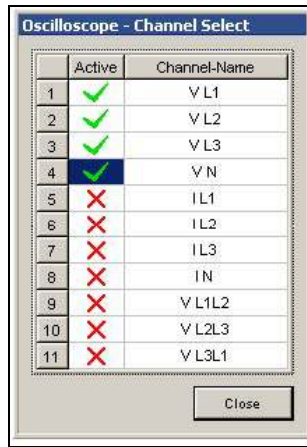 Oscilloscope - Channel Select
Active Channel-Name
1 V L1
2 V L2
3 V L3
4 V N
5 I L1
6 I L2
7 I L3
8 I N
9 V L1L2
10 V L2L3
11 V L3L1
Close